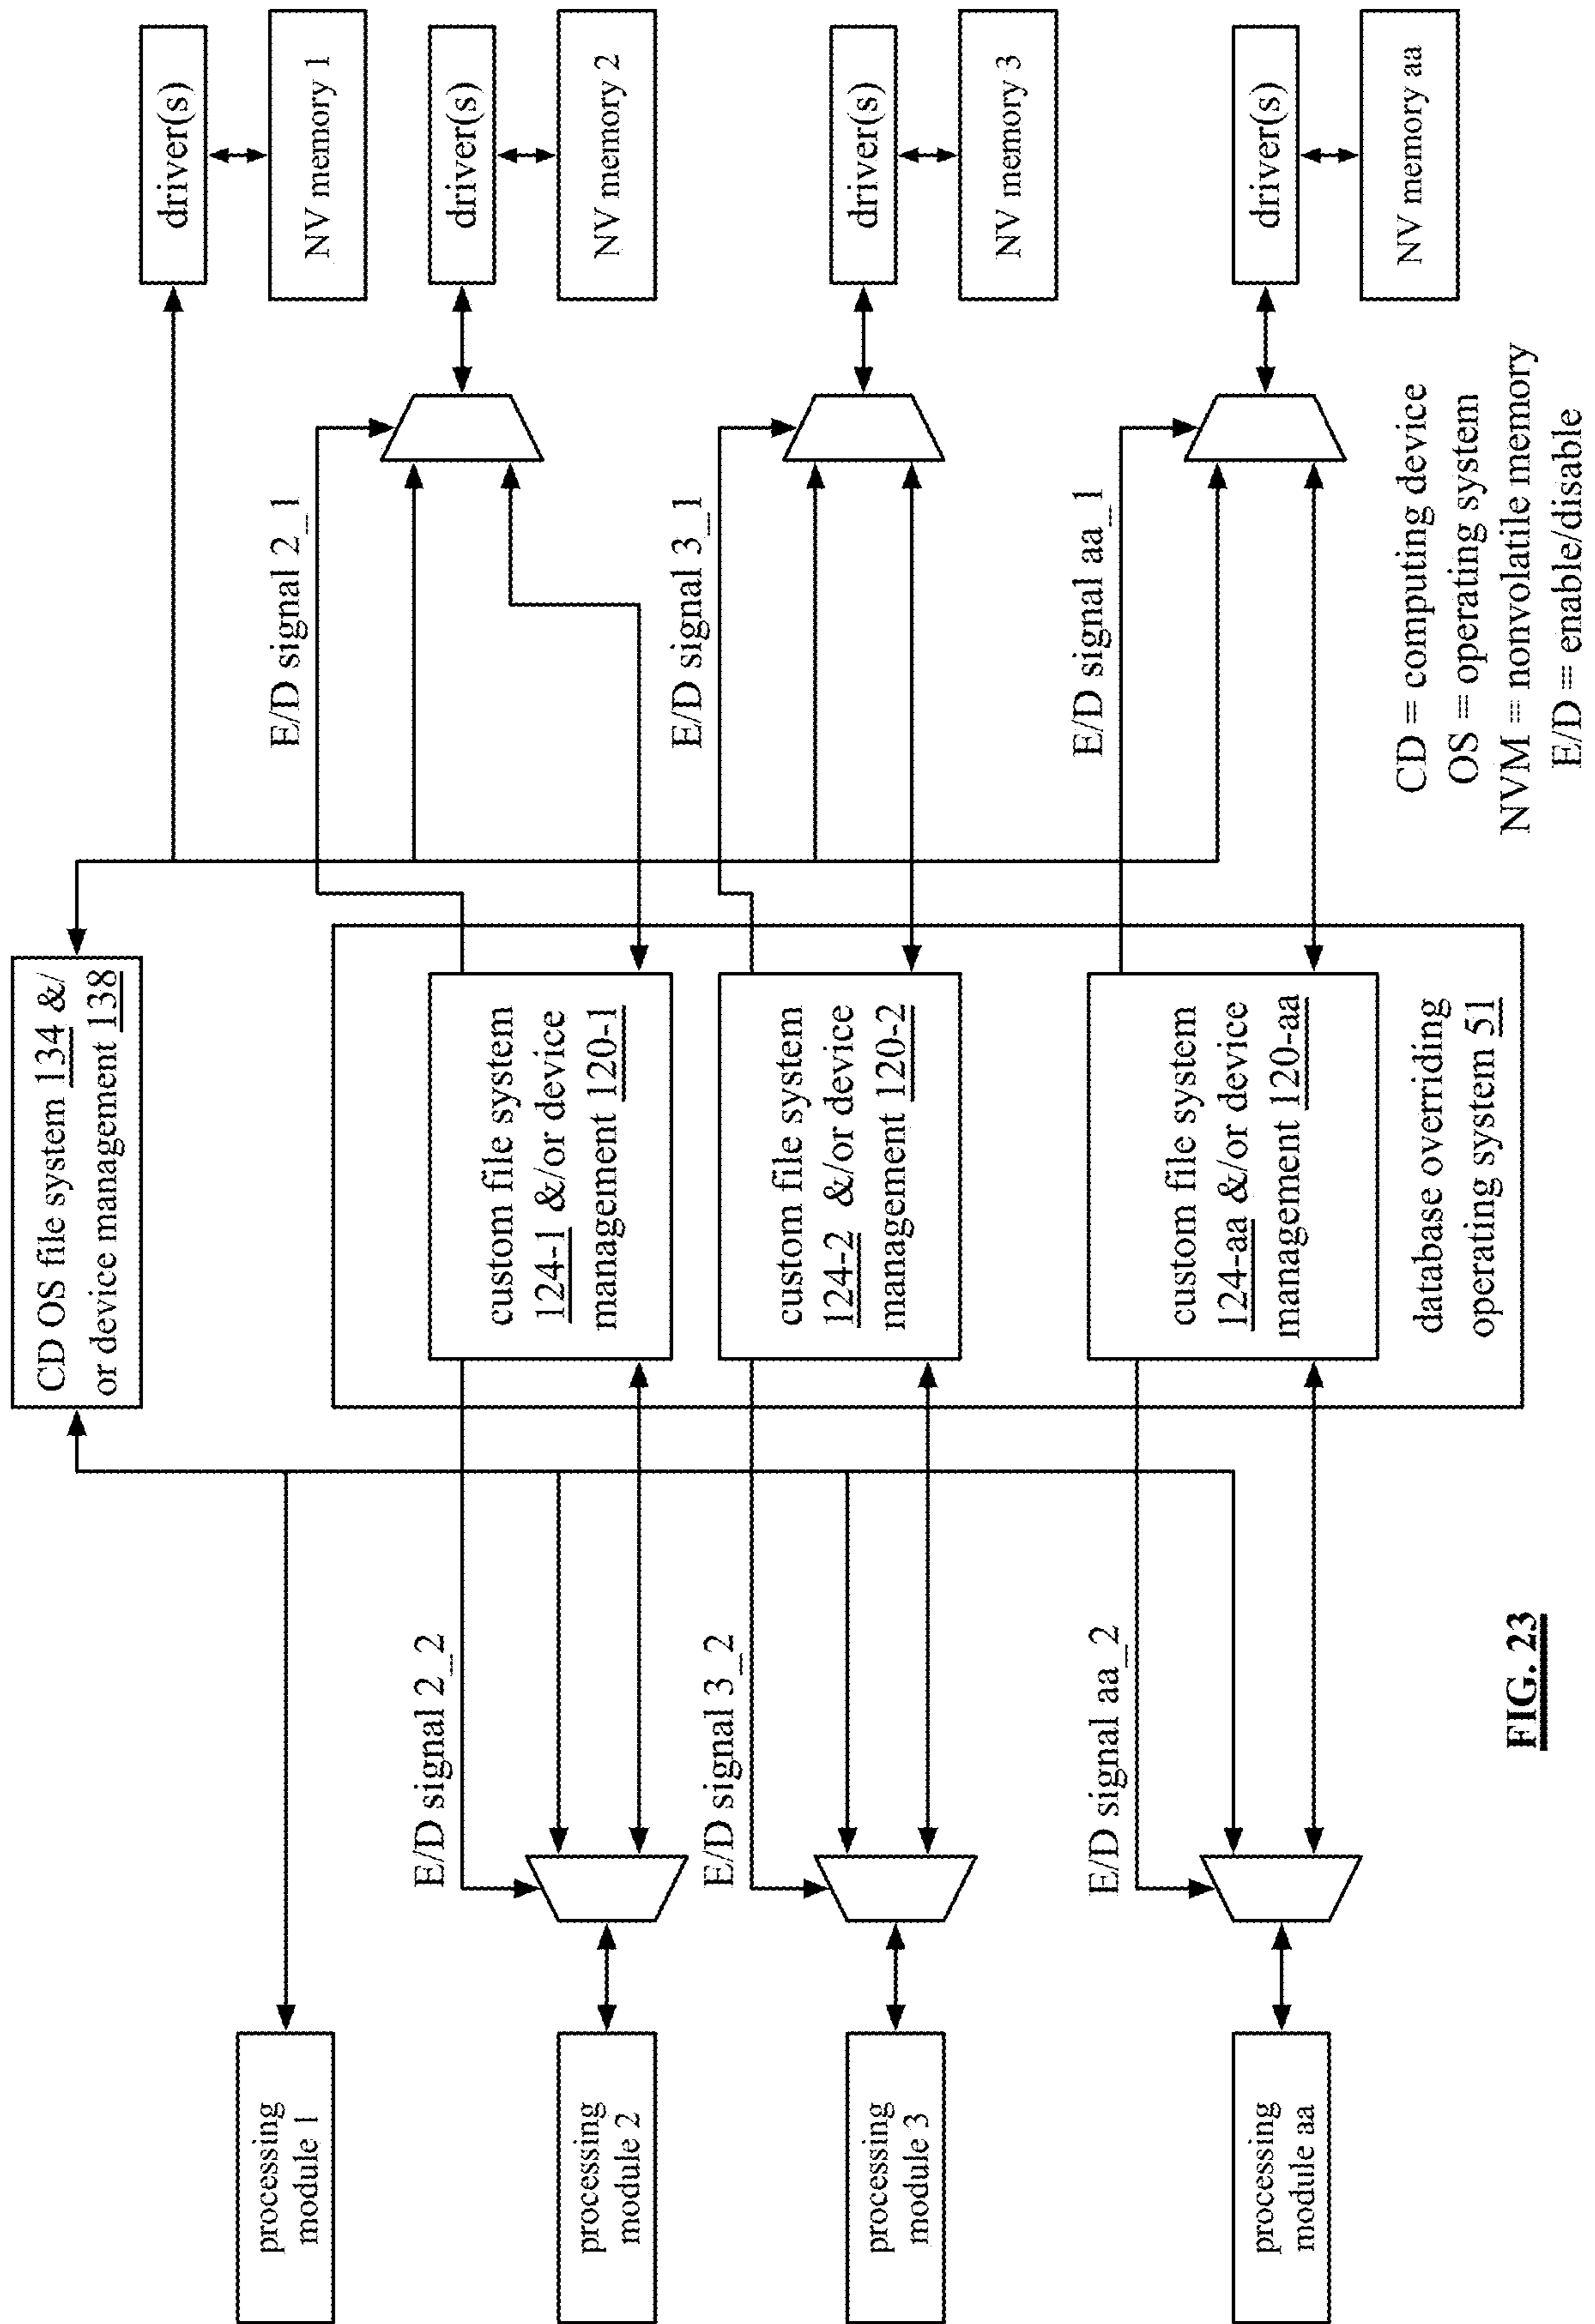 CD OS file system 134 &/
or device management 138
processing
module 1
driver(s)
NV memory 1
E/D signal 2_2
E/D signal 2_1
processing
module 2
custom file system
124-1 &/or device
management 120-1
driver(s)
NV memory 2
E/D signal 3_2
E/D signal 3_1
processing
module 3
custom file system
124-2 &/or device
management 120-2
driver(s)
NV memory 3
E/D signal aa_2
E/D signal aa_1
processing
module aa
custom file system
124-aa &/or device
management 120-aa
driver(s)
NV memory aa
database overriding
operating system 51
CD = computing device
OS = operating system
NVM = nonvolatile memory
E/D = enable/disable
FIG. 23